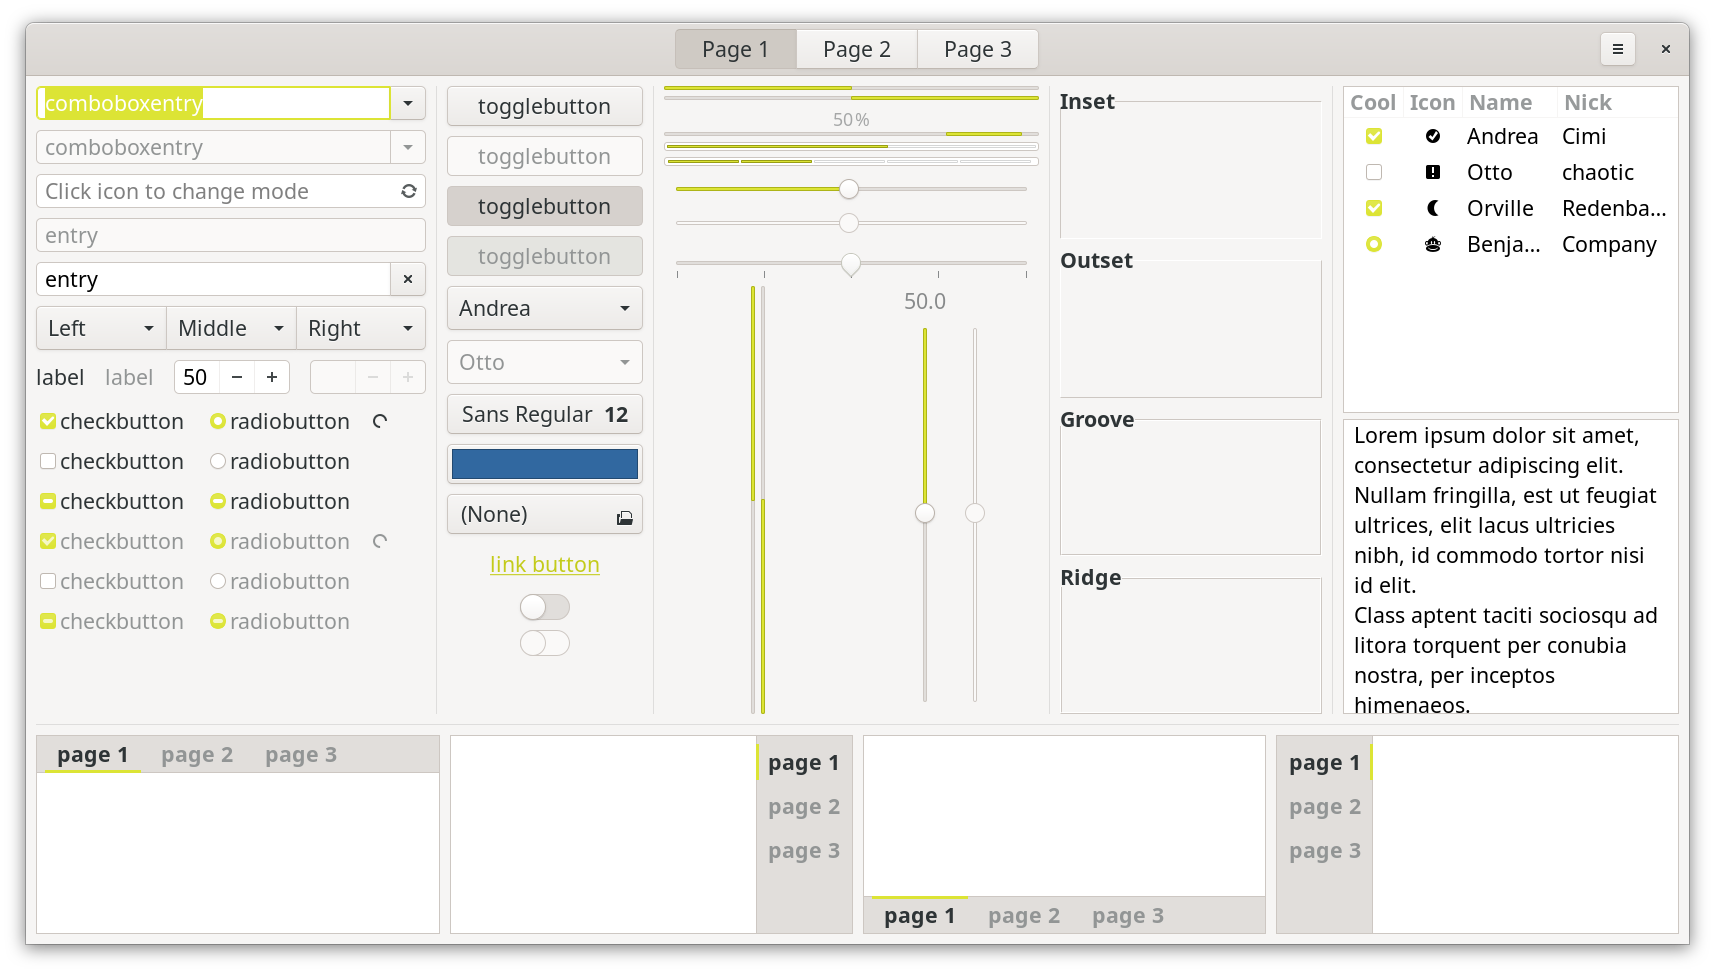 Page 1 Page 2 Page 3
comboboxentry
comboboxentry
Click icon to change mode
entry
entry
Left Middle Right
label label 50
checkbutton radiobutton
checkbutton radiobutton
checkbutton radiobutton
checkbutton radiobutton
checkbutton radiobutton
checkbutton radiobutton
togglebutton
togglebutton
togglebutton
togglebutton
Andrea
Otto
Sans Regular 12
(None)
link button
50 %
50.0
Inset
Outset
Groove
Ridge
Cool Icon Name Nick
Andrea Cimi
Otto chaotic
Orville Redenba...
Benja... Company
Lorem ipsum dolor sit amet,
consectetur adipiscing elit.
Nullam fringilla, est ut feugiat
ultrices, elit lacus ultricies
nibh, id commodo tortor nisi
id elit.
Class aptent taciti sociosqu ad
litora torquent per conubia
nostra, per inceptos
himenaeos.
page 1 page 2 page 3
page 1
page 2
page 3
page 1 page 2 page 3
page 1
page 2
page 3